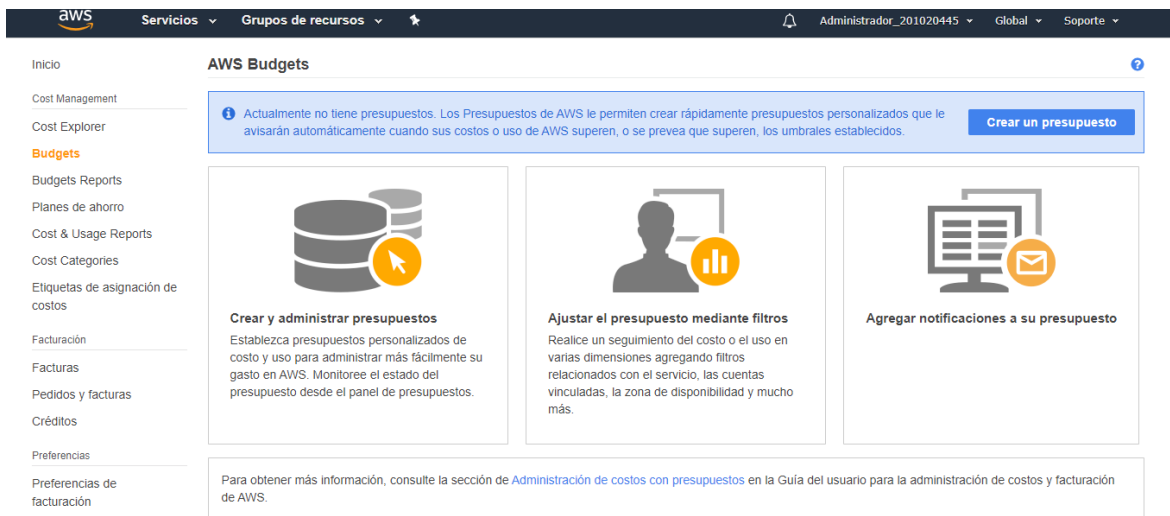 aws Servicios Grupos de recursos Administrador_201020445 Global Soporte
Inicio
Cost Management
Cost Explorer
Budgets
Budgets Reports
Planes de ahorro
Cost & Usage Reports
Cost Categories
Etiquetas de asignación de
costos
Facturación
Facturas
Pedidos y facturas
Créditos
Preferencias
Preferencias de
facturación
AWS Budgets
Actualmente no tiene presupuestos. Los Presupuestos de AWS le permiten crear rápidamente presupuestos personalizados que le
avisarán automáticamente cuando sus costos o uso de AWS superen, o se prevea que superen, los umbrales establecidos.
Crear un presupuesto
Crear y administrar presupuestos
Establezca presupuestos personalizados de
costo y uso para administrar más fácilmente su
gasto en AWS. Monitoree el estado del
presupuesto desde el panel de presupuestos.
Ajustar el presupuesto mediante filtros
Realice un seguimiento del costo o el uso en
varias dimensiones agregando filtros
relacionados con el servicio, las cuentas
vinculadas, la zona de disponibilidad y mucho
más.
Agregar notificaciones a su presupuesto
Para obtener más información, consulte la sección de Administración de costos con presupuestos en la Guía del usuario para la administración de costos y facturación
de AWS.